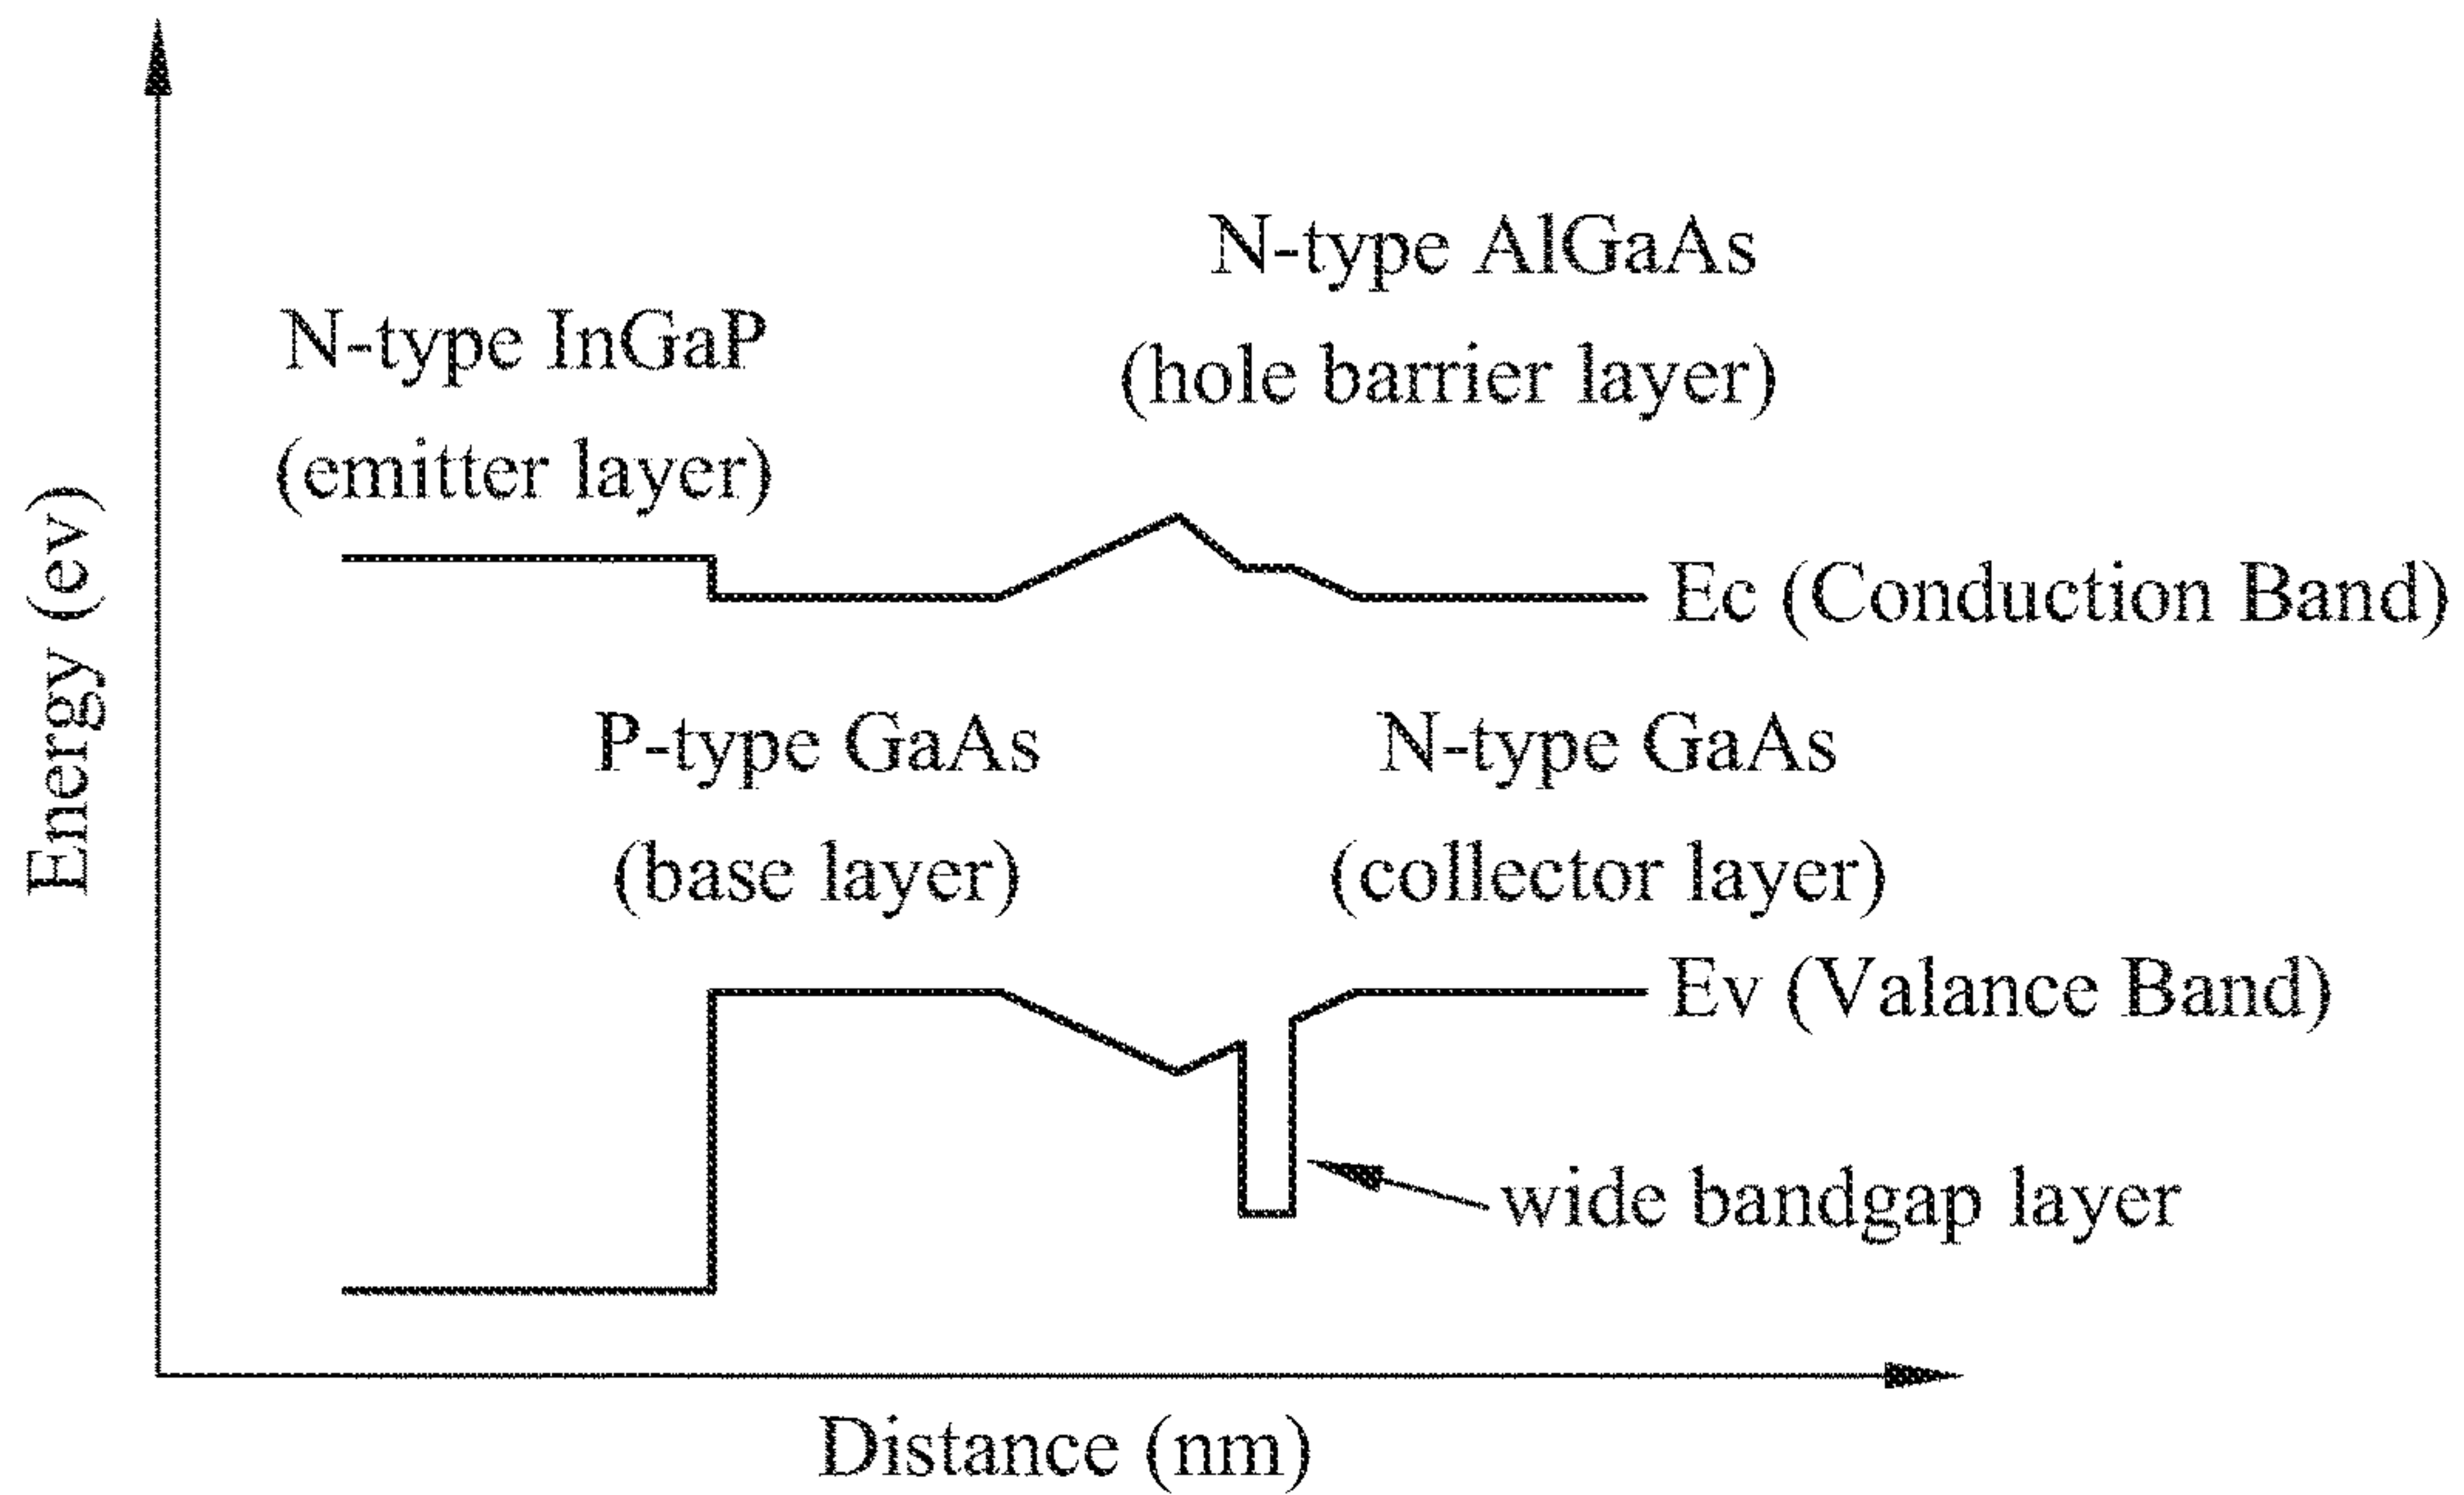 N-type AlGaAs
(hole barrier layer)
N-type InGaP
(emitter layer)
Energy (ev)
Ec (Conduction Band)
P-type GaAs
(base layer)
N-type GaAs
(collector layer)
Ev (Valance Band)
wide bandgap layer
Distance (nm)